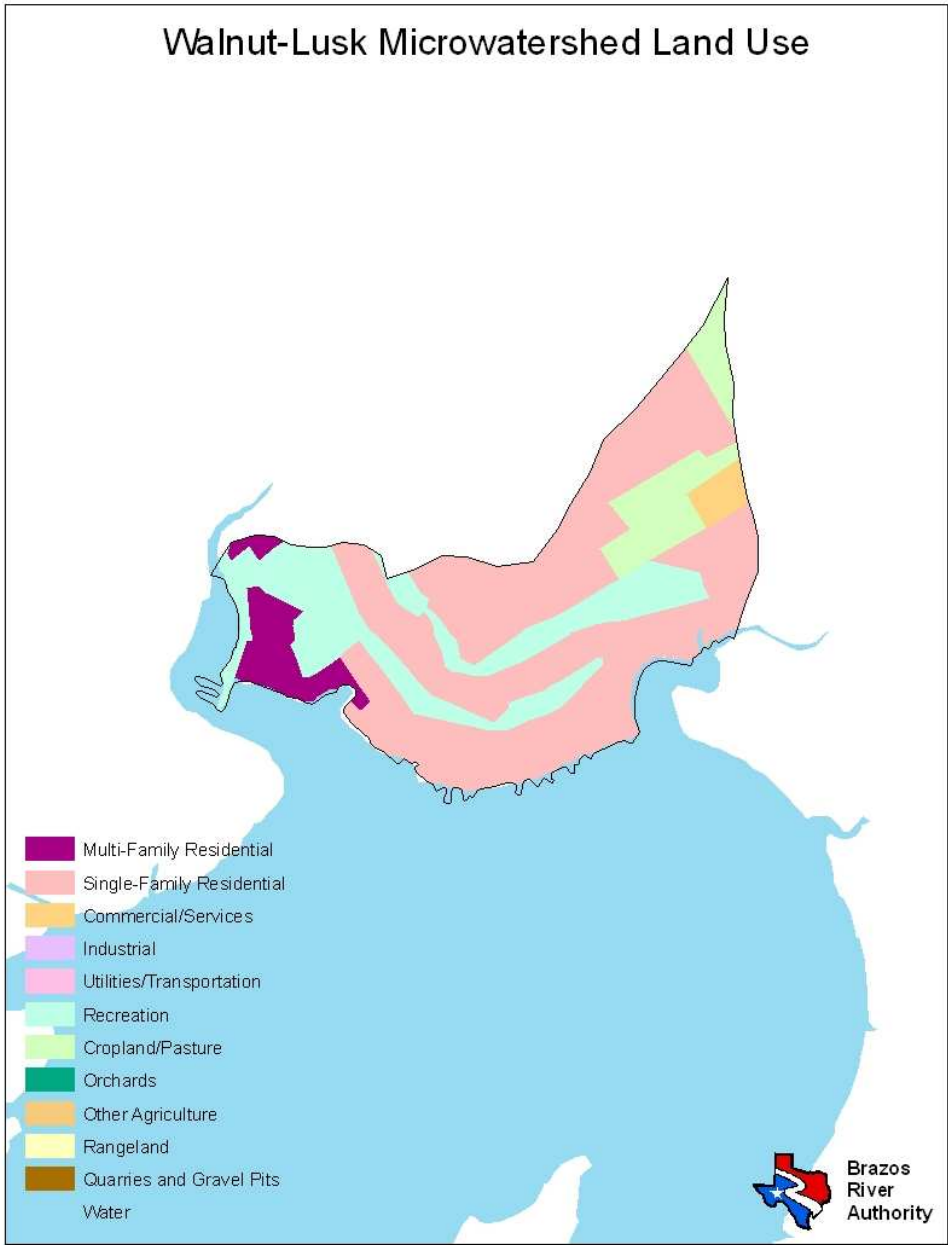 Walnut-Lusk Microwatershed Land Use
Multi-Family Residential
Single-Family Residential
Commercial/Services
Industrial
Utilities/Transportation
Recreation
Cropland/Pasture
Orchards
Other Agriculture
Rangeland
Quarries and Gravel Pits
Water
Brazos
River
Authority